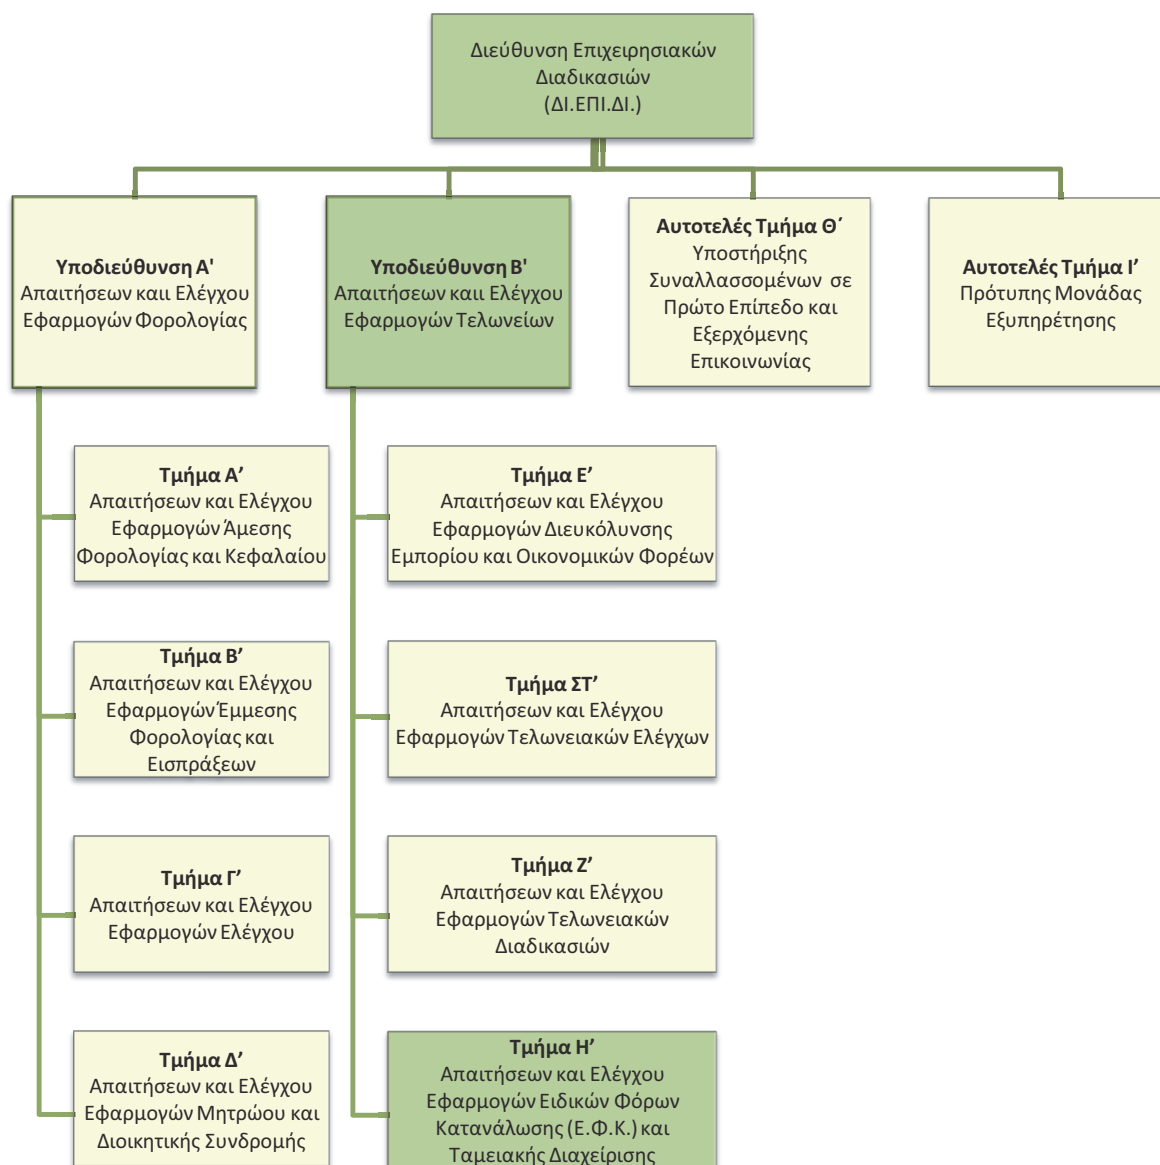 Διεύθυνση Επιχειρησιακών
Διαδικασιών
(ΔΙ.ΕΠΙ.ΔΙ.)
Υποδιεύθυνση Α'
Απαιτήσεων καιι Ελέγχου
Εφαρμογών Φορολογίας
Υποδιεύθυνση Β'
Απαιτήσεων καιι Ελέγχου
Εφαρμογών Τελωνείων
Αυτοτελές Τμήμα Θ΄
Υποστήριξης
Συναλλασσομένων σε
Πρώτο Επίπεδο και
Εξερχόμενης
Επικοινωνίας
Αυτοτελές Τμήμα Ι’
Πρότυπης Μονάδας
Εξυπηρέτησης
Τμήμα Α’
Απαιτήσεων και Ελέγχου
Εφαρμογών Άμεσης
Φορολογίας και Κεφαλαίου
Τμήμα Β’
Απαιτήσεων και Ελέγχου
Εφαρμογών Έμμεσης
Φορολογίας και
Εισπράξεων
Τμήμα Γ’
Απαιτήσεων και Ελέγχου
Εφαρμογών Ελέγχου
Τμήμα Δ’
Απαιτήσεων και Ελέγχου
Εφαρμογών Μητρώου και
Διοικητικής Συνδρομής
Τμήμα Ε’
Απαιτήσεων και Ελέγχου
Εφαρμογών Διευκόλυνσης
Εμπορίου και Οικονομικών Φορέων
Τμήμα ΣΤ’
Απαιτήσεων και Ελέγχου
Εφαρμογών Τελωνειακών Ελέγχων
Τμήμα Ζ’
Απαιτήσεων και Ελέγχου
Εφαρμογών Τελωνειακών
Διαδικασιών
Τμήμα Η’
Απαιτήσεων και Ελέγχου
Εφαρμογών Ειδικών Φόρων
Κατανάλωσης (Ε.Φ.Κ.) και
Ταμειακής Διαχείρισης